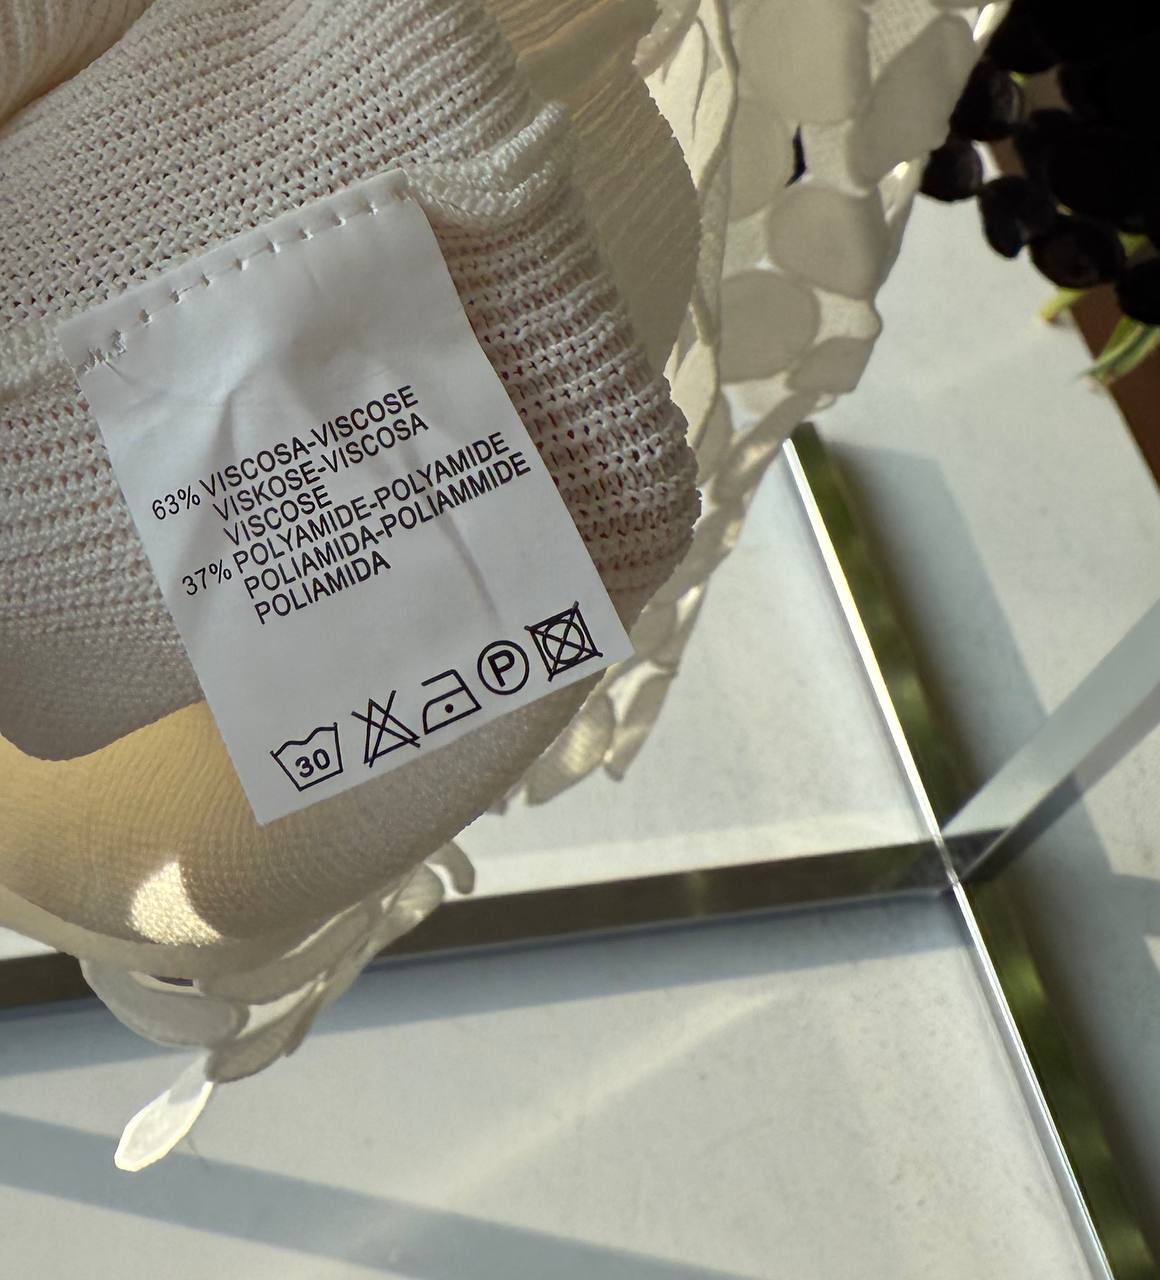 63% VISCOSA-VISCOSE
VISKOSE-VISCOSA
VISCOSE
37% POLYAMIDE-POLYAMIDE
POLIAMIDA-POLIAMMIDE
POLIAMIDA
30 P